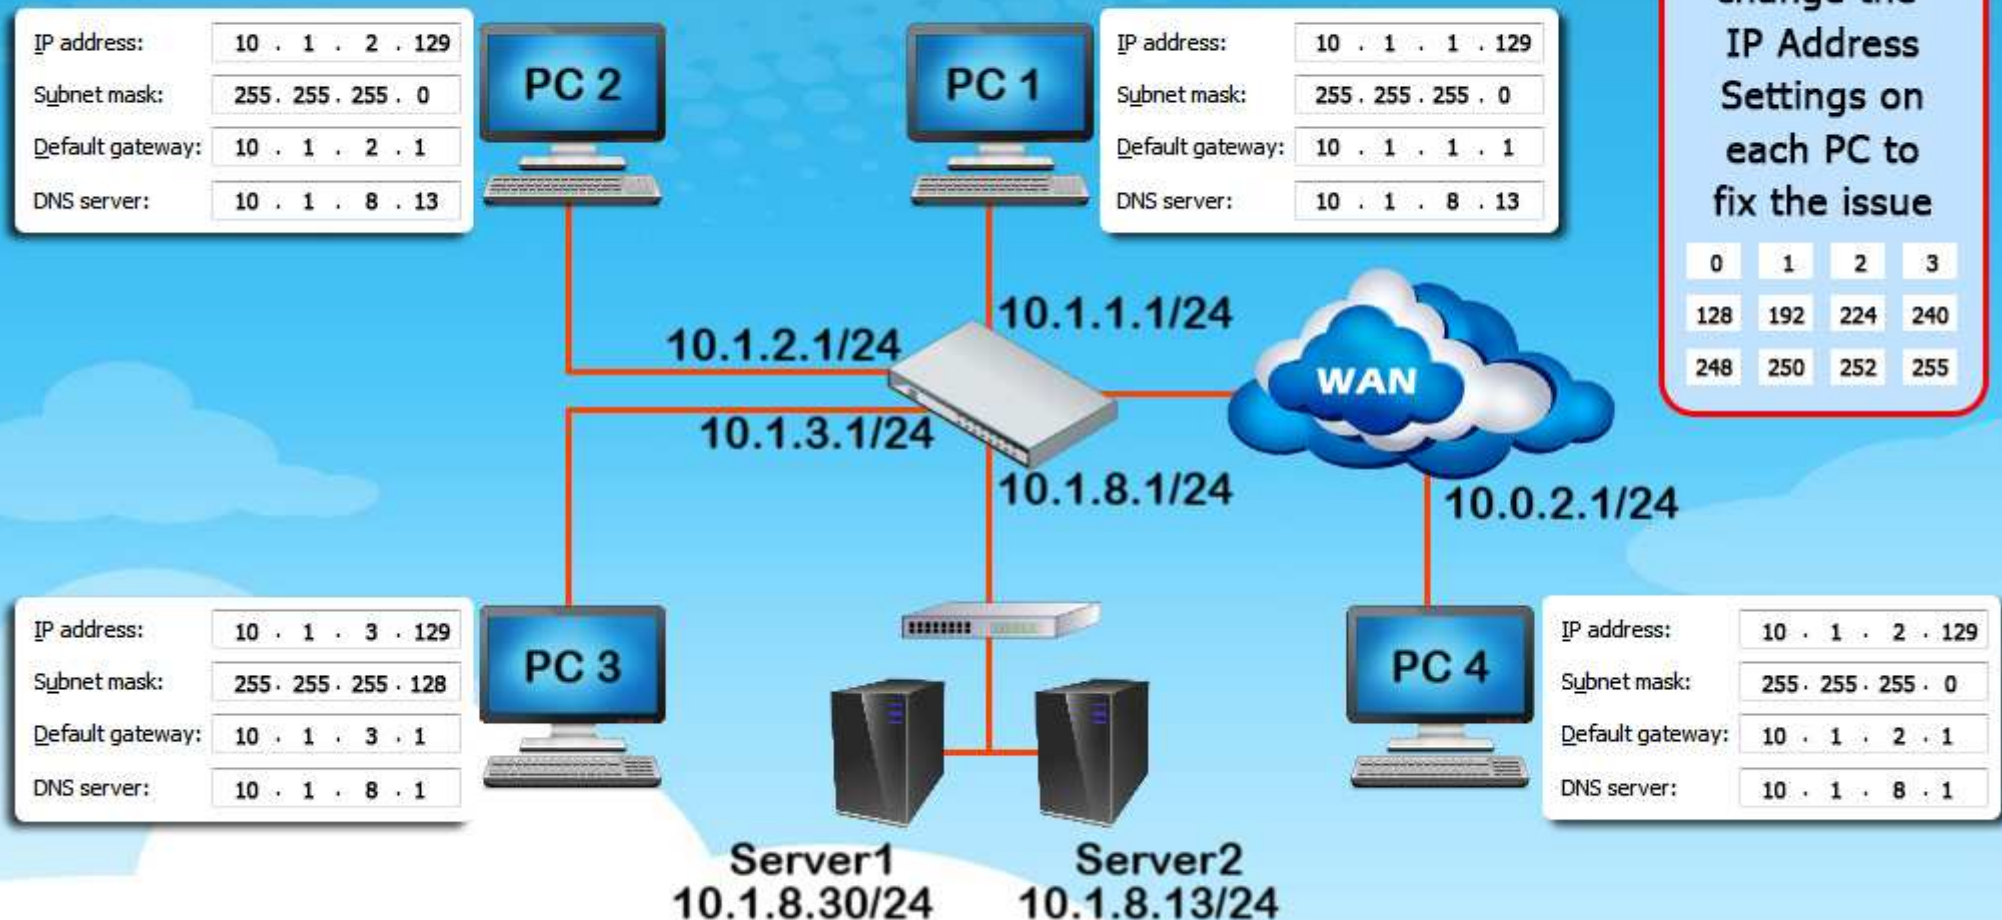 IP address: 10 . 1 . 2 . 129
Subnet mask: 255 . 255 . 255 . 0
Default gateway: 10 . 1 . 2 . 1
DNS server: 10 . 1 . 8 . 13
PC 2
PC 1
IP address: 10 . 1 . 1 . 129
Subnet mask: 255 . 255 . 255 . 0
Default gateway: 10 . 1 . 1 . 1
DNS server: 10 . 1 . 8 . 13
change the
IP Address
Settings on
each PC to
fix the issue
0 1 2 3
128 192 224 240
248 250 252 255
10.1.1.1/24
10.1.2.1/24
WAN
10.1.3.1/24
10.1.8.1/24
10.0.2.1/24
IP address: 10 . 1 . 3 . 129
Subnet mask: 255 . 255 . 255 . 128
Default gateway: 10 . 1 . 3 . 1
DNS server: 10 . 1 . 8 . 1
PC 3
PC 4
IP address: 10 . 1 . 2 . 129
Subnet mask: 255 . 255 . 255 . 0
Default gateway: 10 . 1 . 2 . 1
DNS server: 10 . 1 . 8 . 1
Server1
10.1.8.30/24
Server2
10.1.8.13/24